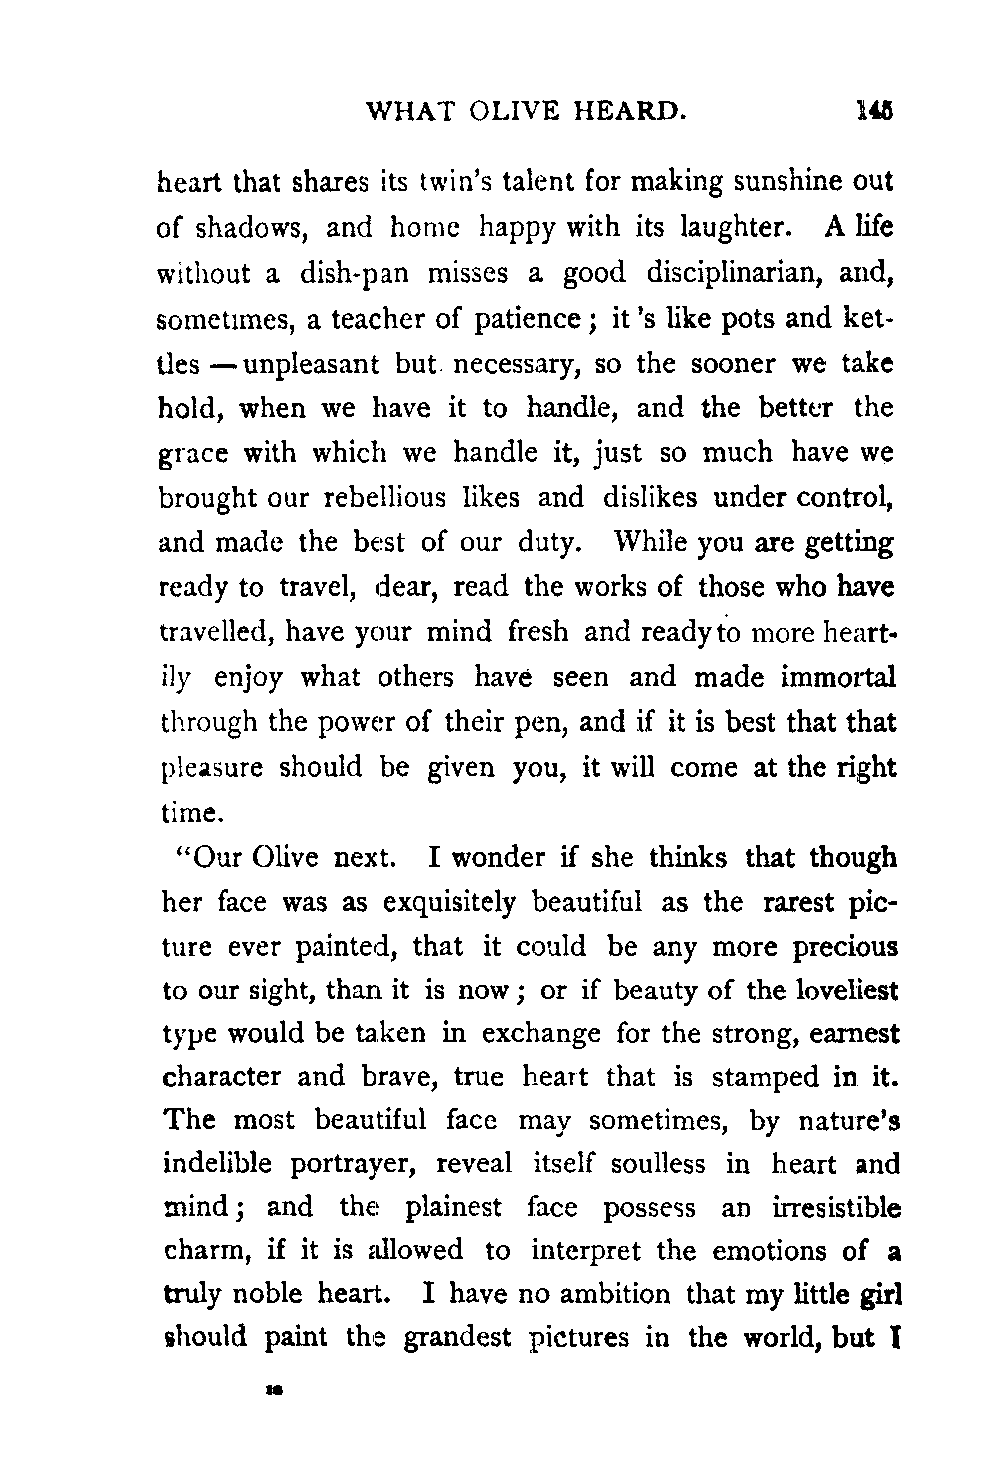 WHAT OLIVE HEARD. 145
heart that shares its twin's talent for making sunshine out
of shadows, and home happy with its laughter. A life
without a dish-pan misses a good disciplinarian, and,
sometimes, a teacher of patience; it's like pots and ket-
tles — unpleasant but necessary, so the sooner we take
hold, when we have it to handle, and the better the
grace with which we handle it, just so much have we
brought our rebellious likes and dislikes under control,
and made the best of our duty. While you are getting
ready to travel, dear, read the works of those who have
travelled, have your mind fresh and ready to more heart-
ily enjoy what others have seen and made immortal
through the power of their pen, and if it is best that that
pleasure should be given you, it will come at the right
time.
"Our Olive next. I wonder if she thinks that though
her face was as exquisitely beautiful as the rarest pic-
ture ever painted, that it could be any more precious
to our sight, than it is now; or if beauty of the loveliest
type would be taken in exchange for the strong, earnest
character and brave, true heart that is stamped in it.
The most beautiful face may sometimes, by nature's
indelible portrayer, reveal itself soulless in heart and
mind; and the plainest face possess an irresistible
charm, if it is allowed to interpret the emotions of a
truly noble heart. I have no ambition that my little girl
should paint the grandest pictures in the world, but I